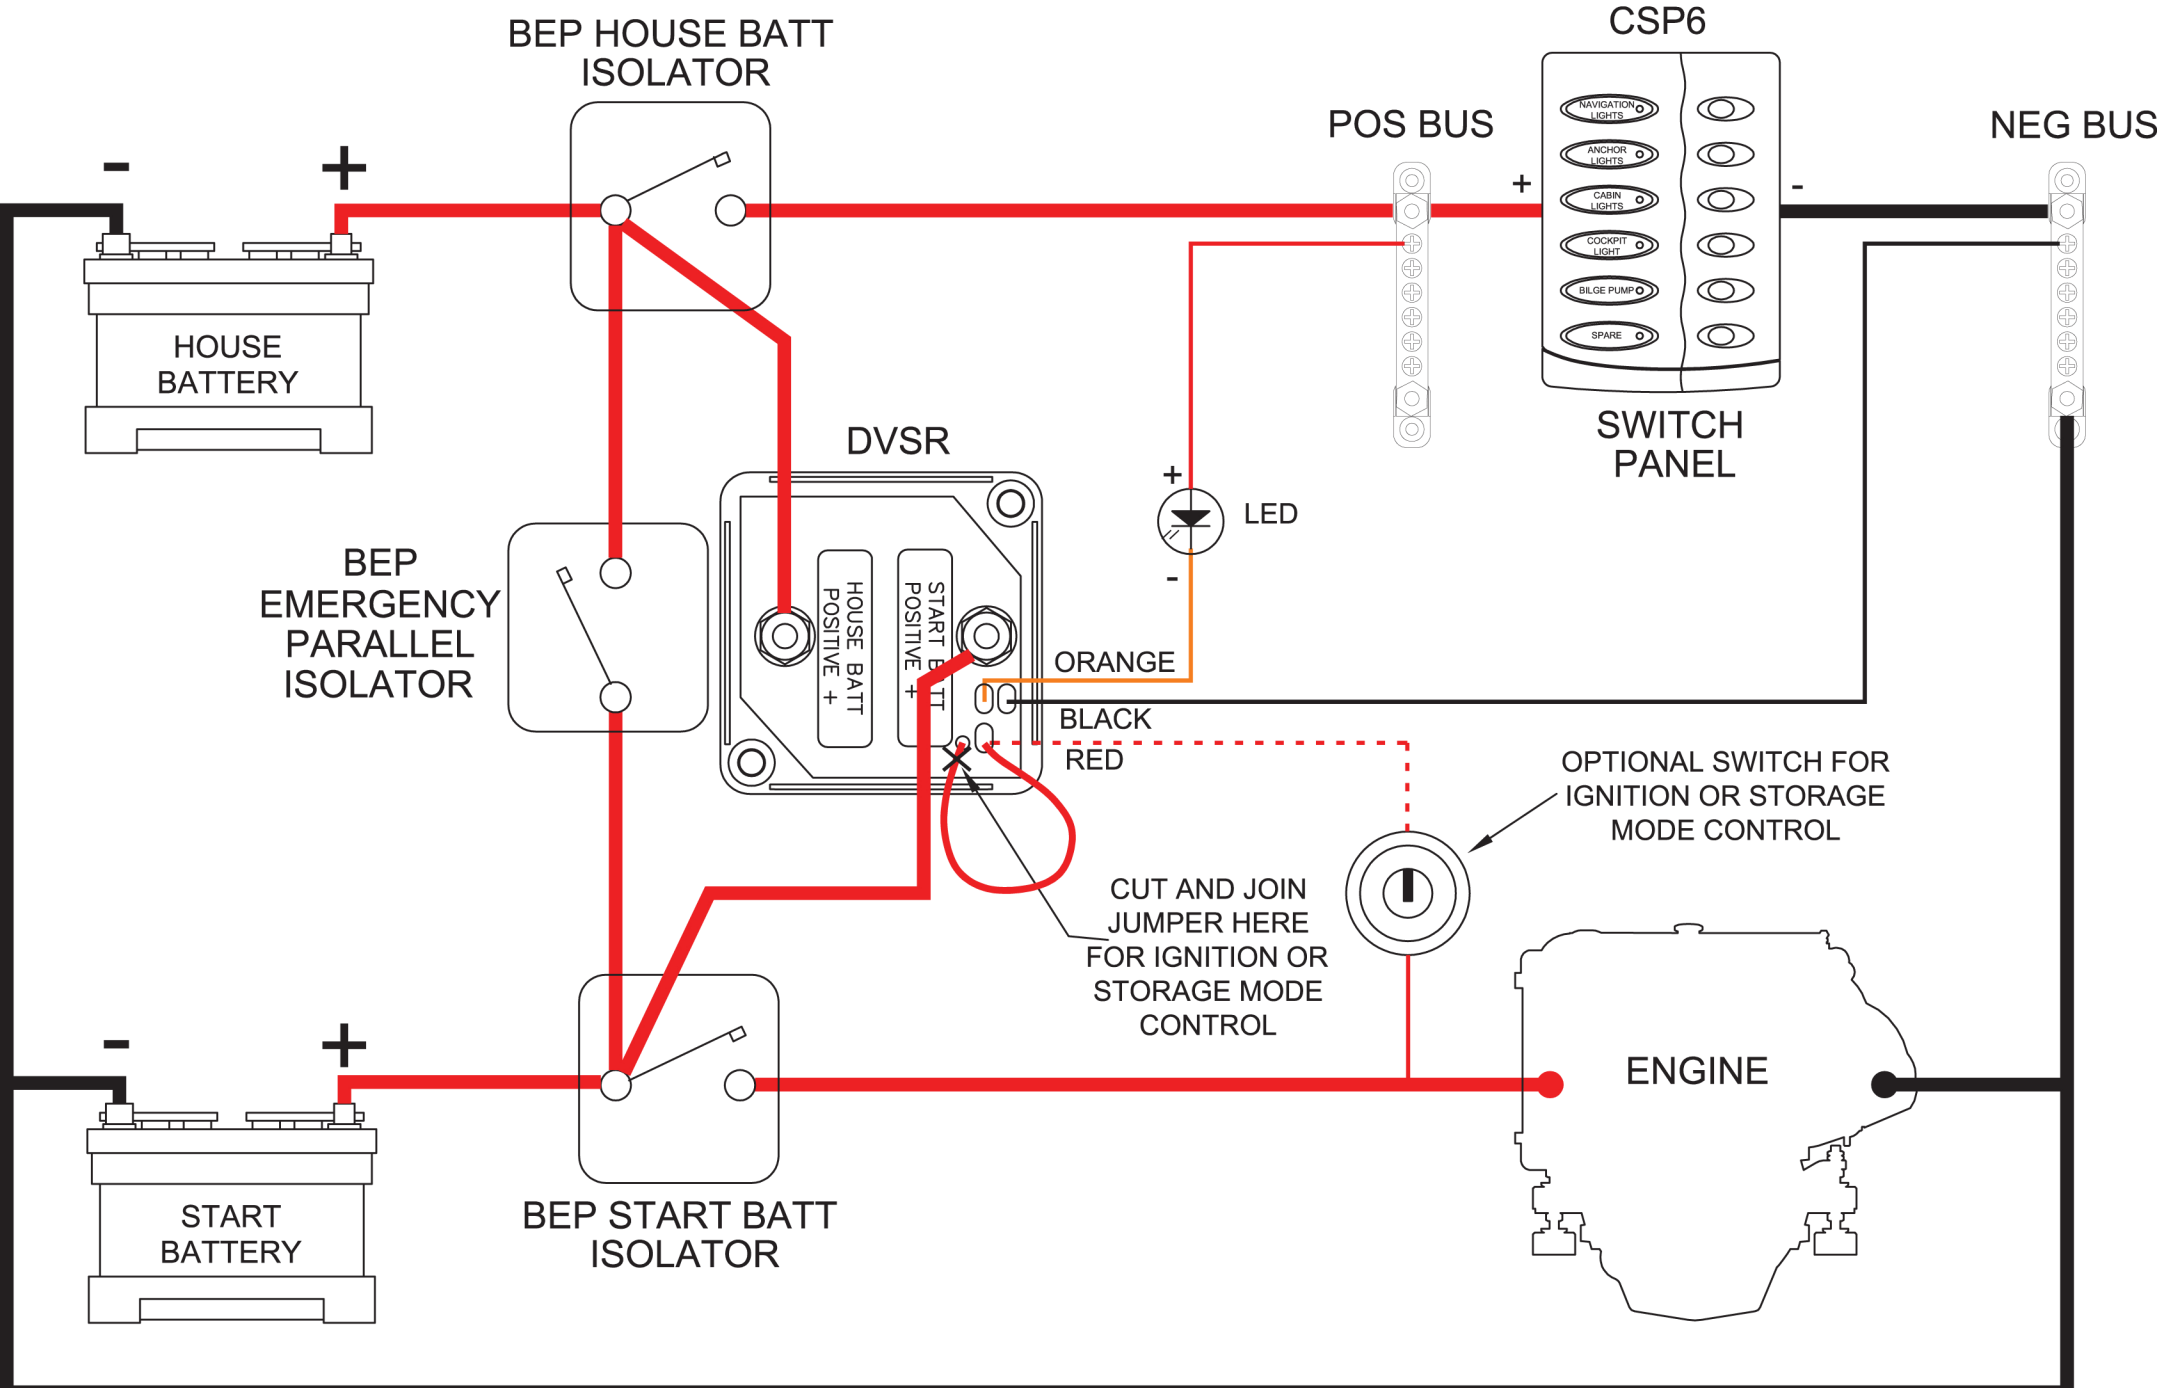 BEP HOUSE BATT
ISOLATOR
CSP6
POS BUS
NEG BUS
-
+
+
-
NAVIGATION
LIGHTS
ANCHOR
LIGHTS
CABIN
LIGHTS
COCKPIT
LIGHT
BILGE PUMP
SPARE
HOUSE
BATTERY
SWITCH
PANEL
DVSR
+
LED
-
BEP
EMERGENCY
PARALLEL
ISOLATOR
HOUSE BATT
POSITIVE +
START BATT
POSITIVE +
ORANGE
BLACK
RED
OPTIONAL SWITCH FOR
IGNITION OR STORAGE
MODE CONTROL
CUT AND JOIN
JUMPER HERE
FOR IGNITION OR
STORAGE MODE
CONTROL
-
+
ENGINE
START
BATTERY
BEP START BATT
ISOLATOR